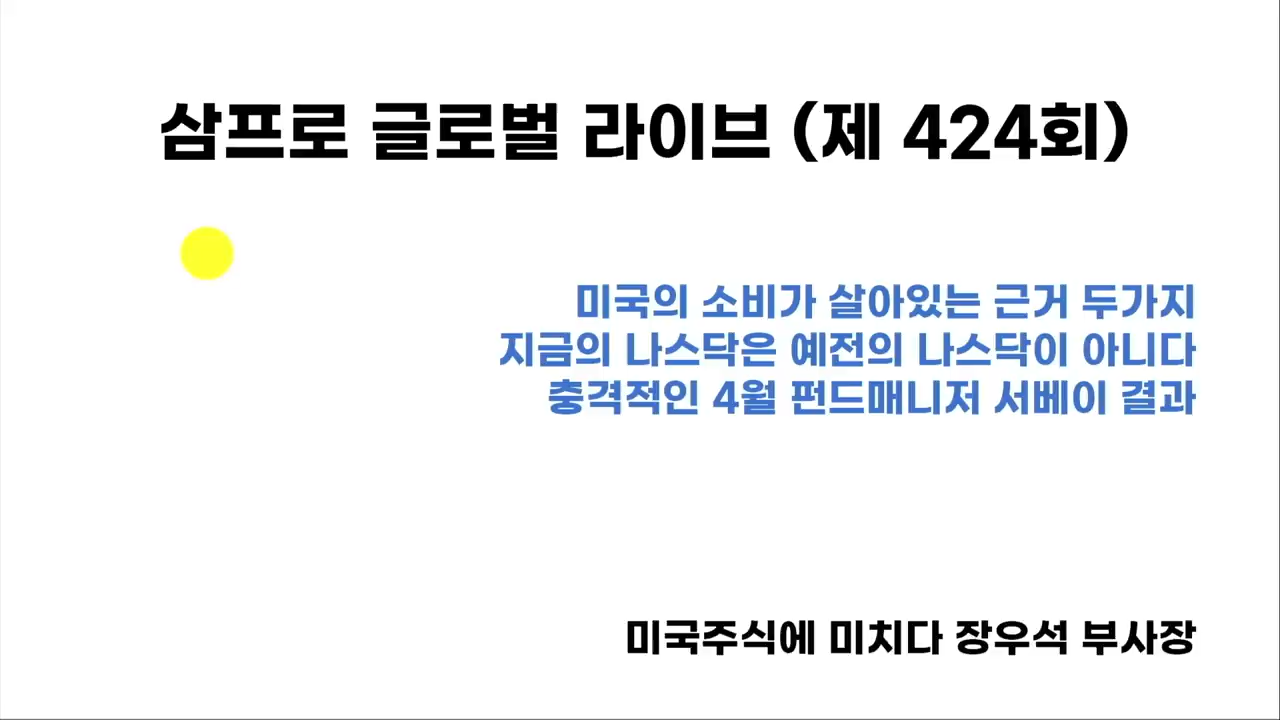 삼프로 글로벌 라이브 (제 424회)
미국의 소비가 살아있는 근거 두가지
지금의 나스닥은 예전의 나스닥이 아니다
충격적인 4월 펀드매니저 서베이 결과
미국주식에 미치다 장우석 부사장